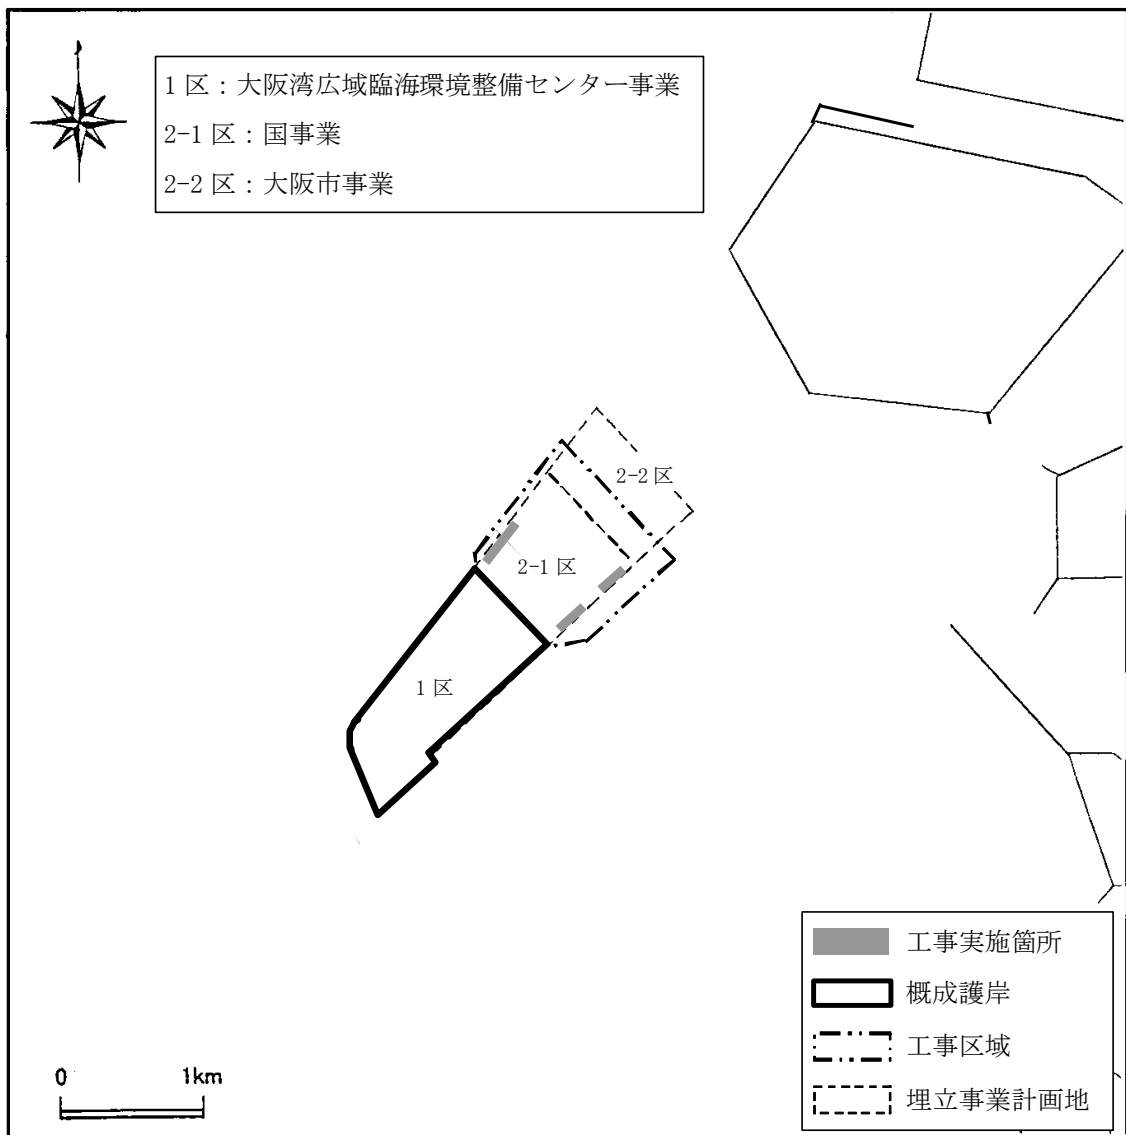 1区：大阪湾広域臨海環境整備センター事業
2-1区：国事業
2-2区：大阪市事業
2-2区
2-1区
1区
工事実施箇所
概成護岸
工事区域
埋立事業計画地
0 1km